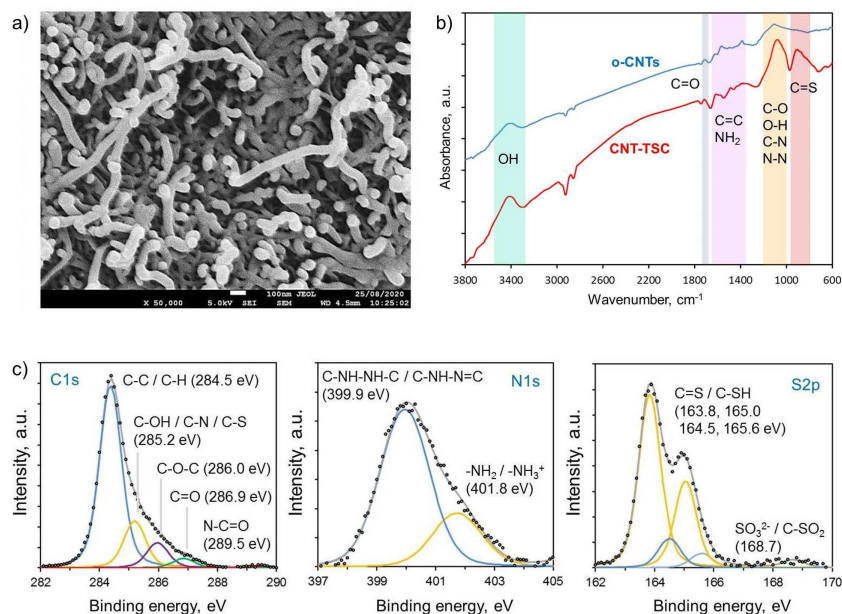 a)
100nm JEOL 25/08/2020
X 50,000 5.0kV SEI SEM WD 4.5mm 10:25:02
b)
Absorbance, a.u.
o-CNTs
CNT-TSC
OH
C=O
C=C
NH2
C-O
O-H
C-N
N-N
C=S
3800 3400 3000 2600 2200 1800 1400 1000 600
Wavenumber, cm-1
c)
C1s
Intensity, a.u.
C-C / C-H (284.5 eV)
C-OH / C-N / C-S
(285.2 eV)
C-O-C (286.0 eV)
C=O (286.9 eV)
N-C=O
(289.5 eV)
282 284 286 288 290
Binding energy, eV
N1s
Intensity, a.u.
C-NH-NH-C / C-NH-N=C
(399.9 eV)
-NH2 / -NH3+
(401.8 eV)
397 399 401 403 405
Binding energy, eV
S2p
Intensity, a.u.
C=S / C-SH
(163.8, 165.0
164.5, 165.6 eV)
SO32- / C-SO2
(168.7)
162 164 166 168 170
Binding energy, eV